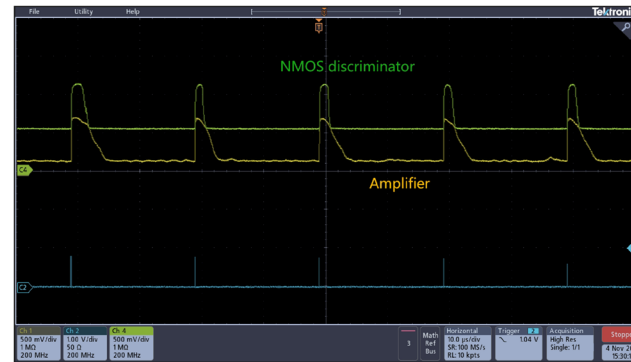 File Utility Help
Tektroni
T
NMOS discriminator
Amplifier
C4
C2
Ch 1 Ch 2 Ch 4
500 mV/div 1.00 V/div 500 mV/div
1 MΩ 50 Ω 1 MΩ
200 MHz 200 MHz 200 MHz
3
Math
Ref
Bus
Horizontal
10.0 µs/div
SR: 100 MS/s
RL: 10 kpts
Trigger 2
1.04 V
Acquisition
High Res
Single: 1/1
Stoppe
4 Nov 2
15:00: